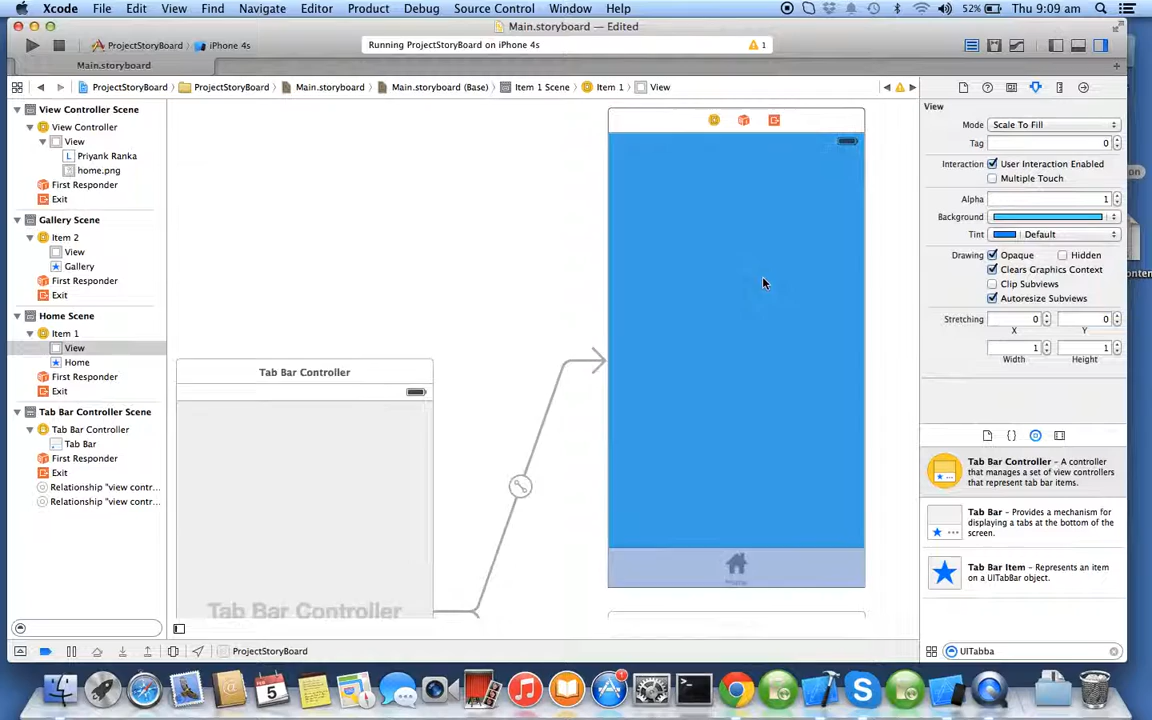 Xcode File Edit View Find Navigate Editor Product Debug Source Control Window Help 52% Thu 9:09 am
Main.storyboard — Edited
ProjectStoryBoard iPhone 4s Running ProjectStoryBoard on iPhone 4s 1
Main.storyboard
ProjectStoryBoard ProjectStoryBoard Main.storyboard Main.storyboard (Base) Item 1 Scene Item 1 View
View Controller Scene
View Controller
View
L Priyank Ranka
home.png
First Responder
Exit
Gallery Scene
Item 2
View
Gallery
First Responder
Exit
Home Scene
Item 1
View
Home
First Responder
Exit
Tab Bar Controller Scene
Tab Bar Controller
Tab Bar
First Responder
Exit
Relationship "view contr...
Relationship "view contr...
Tab Bar Controller
Tab Bar Controller
Home
View
Mode Scale To Fill
Tag 0
Interaction User Interaction Enabled
Multiple Touch
Alpha 1
Background
Tint Default
Drawing Opaque Hidden
Clears Graphics Context
Clip Subviews
Autoresize Subviews
Stretching 0 0
X Y
1 1
Width Height
Tab Bar Controller - A controller
that manages a set of view controllers
that represent tab bar items.
Tab Bar - Provides a mechanism for
displaying a tabs at the bottom of the
screen.
Tab Bar Item - Represents an item
on a UITabBar object.
UITabba
ProjectStoryBoard
on
onten
THU
5
1